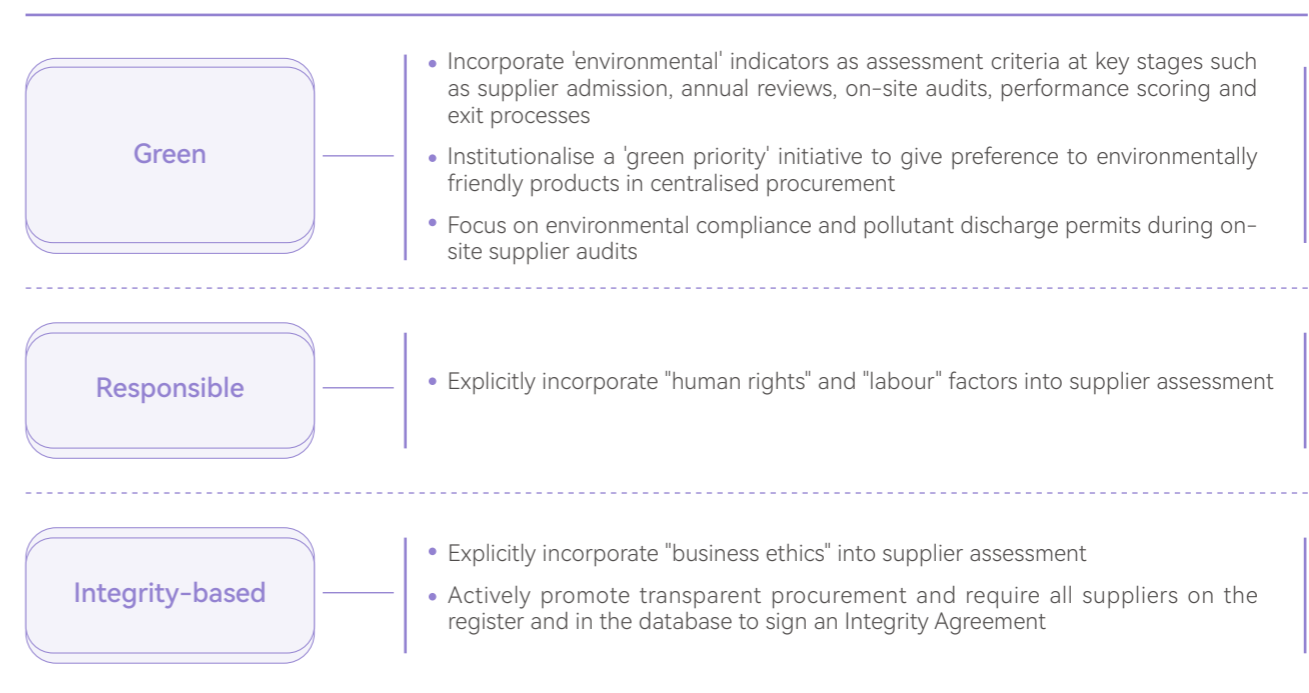 Green
• Incorporate 'environmental' indicators as assessment criteria at key stages such
as supplier admission, annual reviews, on-site audits, performance scoring and
exit processes
• Institutionalise a 'green priority' initiative to give preference to environmentally
friendly products in centralised procurement
• Focus on environmental compliance and pollutant discharge permits during on-
site supplier audits
Responsible
• Explicitly incorporate "human rights" and "labour" factors into supplier assessment
Integrity-based
• Explicitly incorporate "business ethics" into supplier assessment
• Actively promote transparent procurement and require all suppliers on the
register and in the database to sign an Integrity Agreement